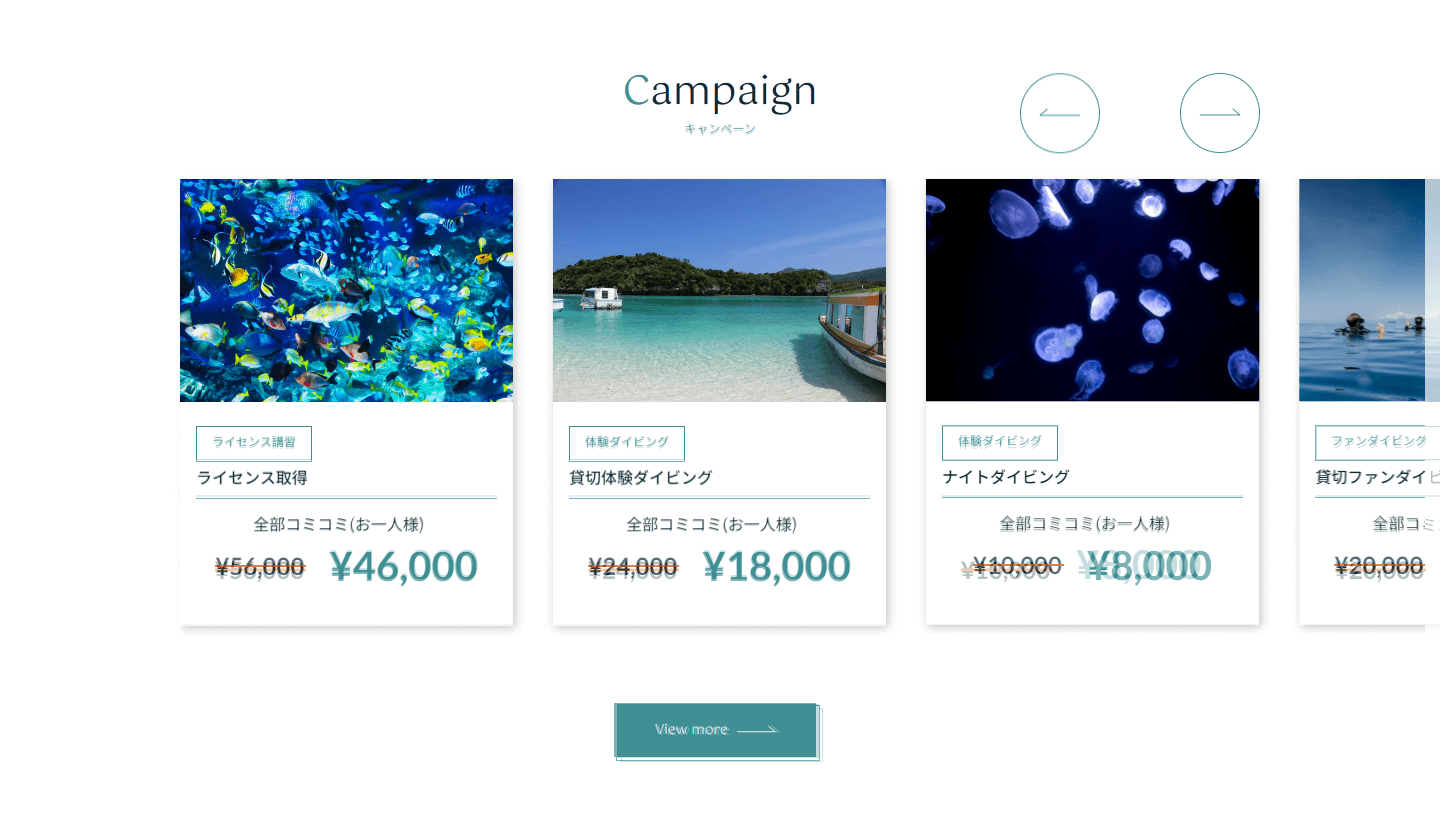 Campaign
キャンペーン
ライセンス講習
ライセンス取得
全部コミコミ(お一人様)
¥56,000 ¥46,000
体験ダイビング
貸切体験ダイビング
全部コミコミ(お一人様)
¥24,000 ¥18,000
体験ダイビング
ナイトダイビング
全部コミコミ(お一人様)
¥10,000 ¥8,000
ファンダイビング
貸切ファンダイビ
全部コミ
¥20,000
View more